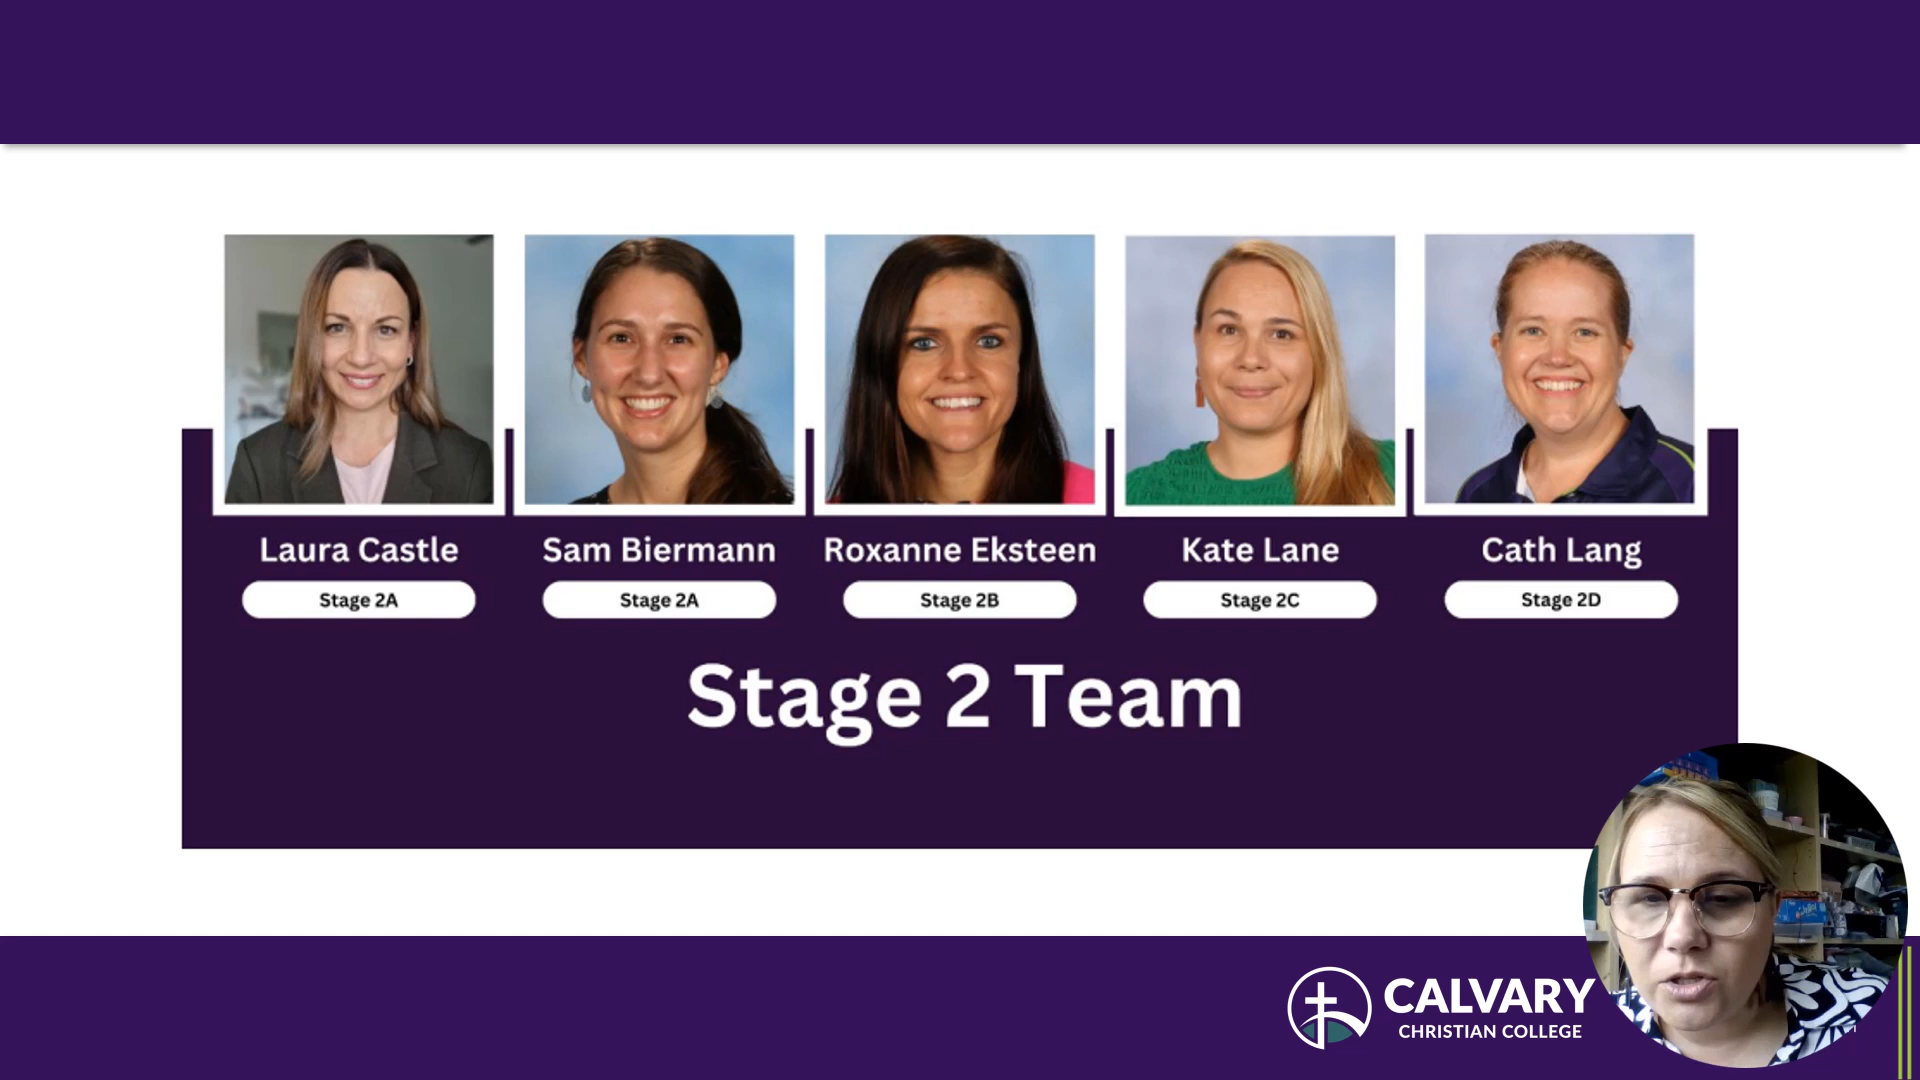 Laura Castle
Stage 2A
Sam Biermann
Stage 2A
Roxanne Eksteen
Stage 2B
Kate Lane
Stage 2C
Cath Lang
Stage 2D
Stage 2 Team
CALVARY
CHRISTIAN COLLEGE